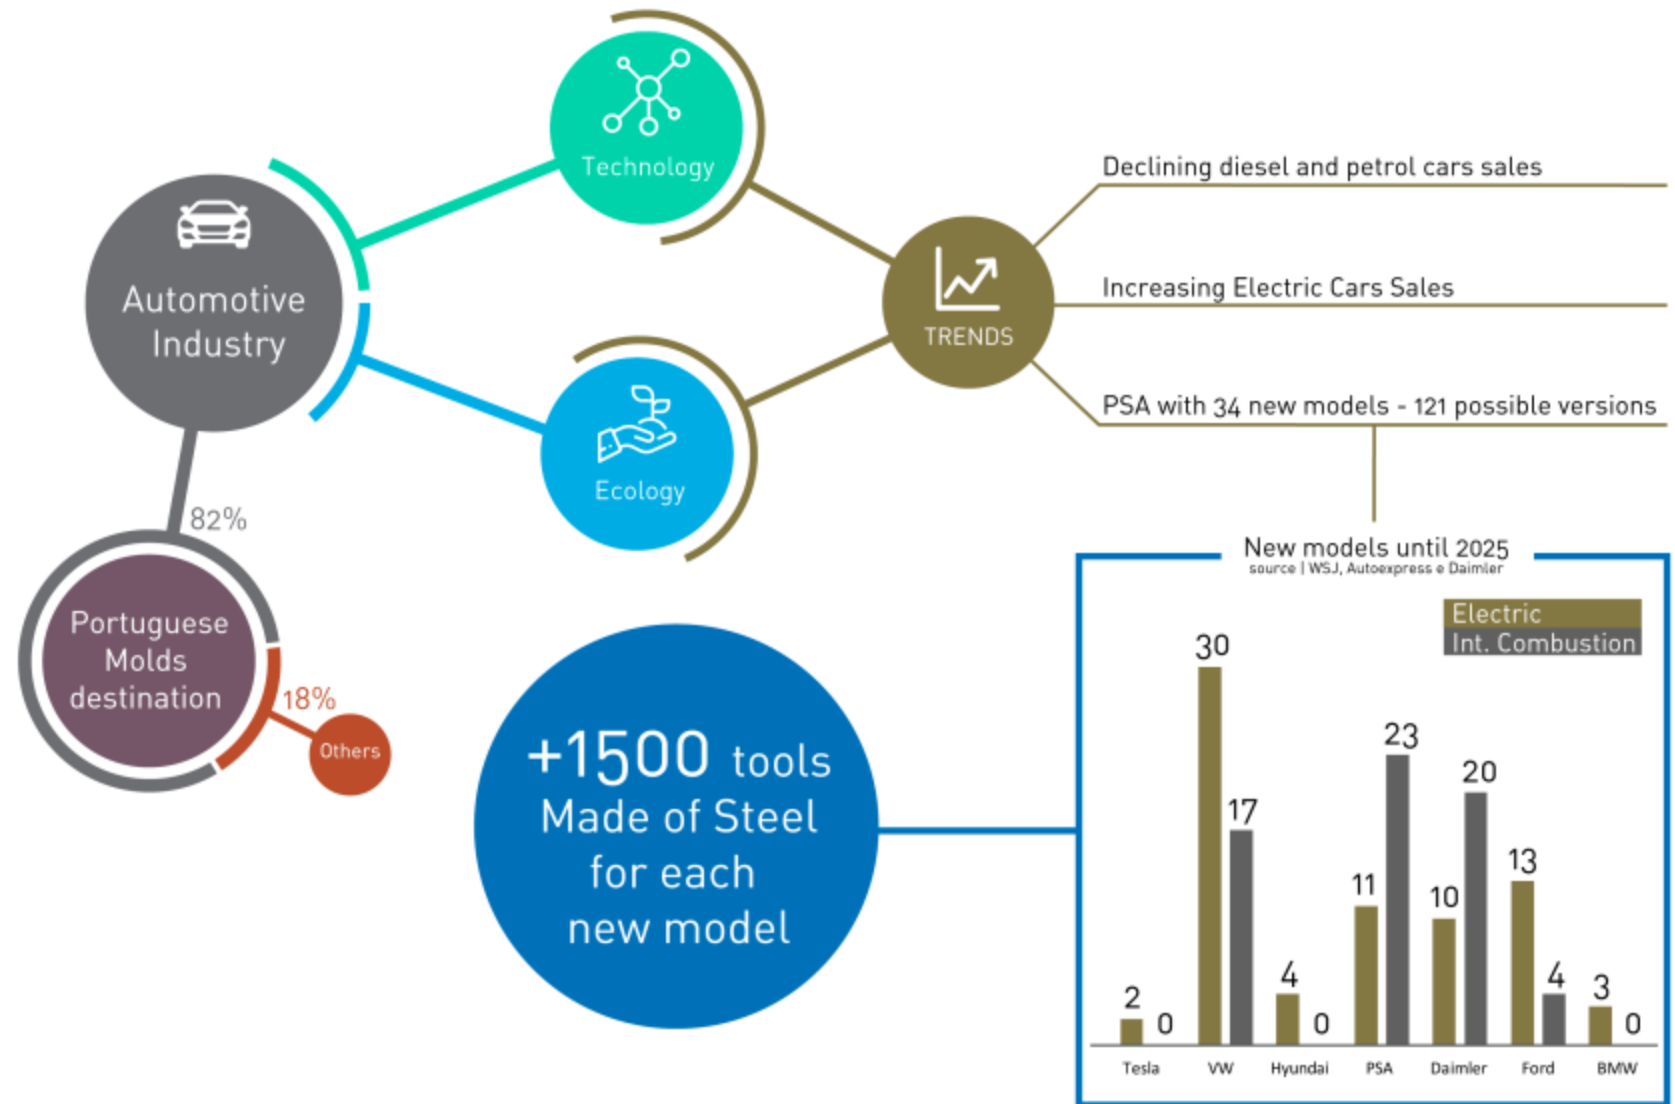 Technology
Automotive
Industry
Ecology
TRENDS
Declining diesel and petrol cars sales
Increasing Electric Cars Sales
PSA with 34 new models - 121 possible versions
82%
Portuguese
Molds
destination
18%
Others
+1500 tools
Made of Steel
for each
new model
New models until 2025
source | WSJ, Autoexpress e Daimler
Electric
Int. Combustion
2 0
30 17
4 0
11 23
10 20
13 4
3 0
Tesla VW Hyundai PSA Daimler Ford BMW